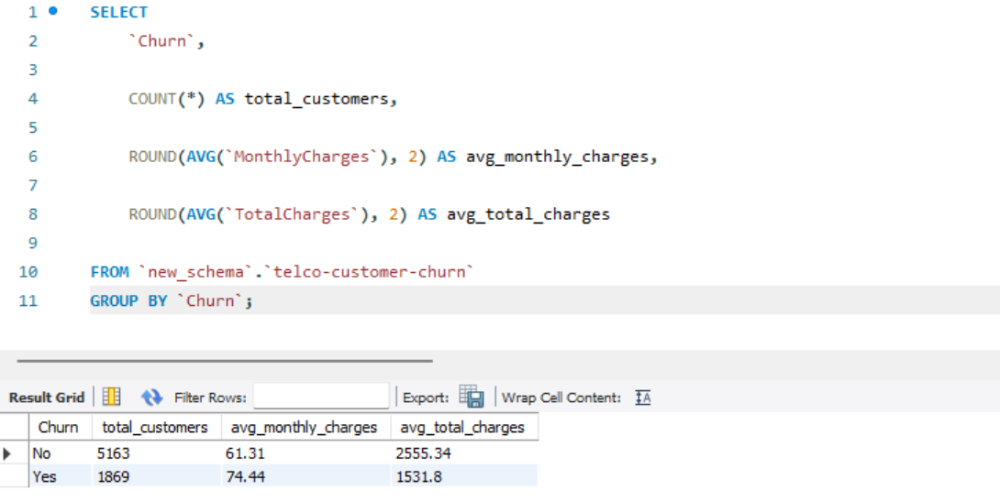 1 SELECT
2 `Churn`,
3
4 COUNT(*) AS total_customers,
5
6 ROUND(AVG(`MonthlyCharges`), 2) AS avg_monthly_charges,
7
8 ROUND(AVG(`TotalCharges`), 2) AS avg_total_charges
9
10 FROM `new_schema`.`telco-customer-churn`
11 GROUP BY `Churn`;
Result Grid Filter Rows: Export: Wrap Cell Content: IA
Churn total_customers avg_monthly_charges avg_total_charges
No 5163 61.31 2555.34
Yes 1869 74.44 1531.8